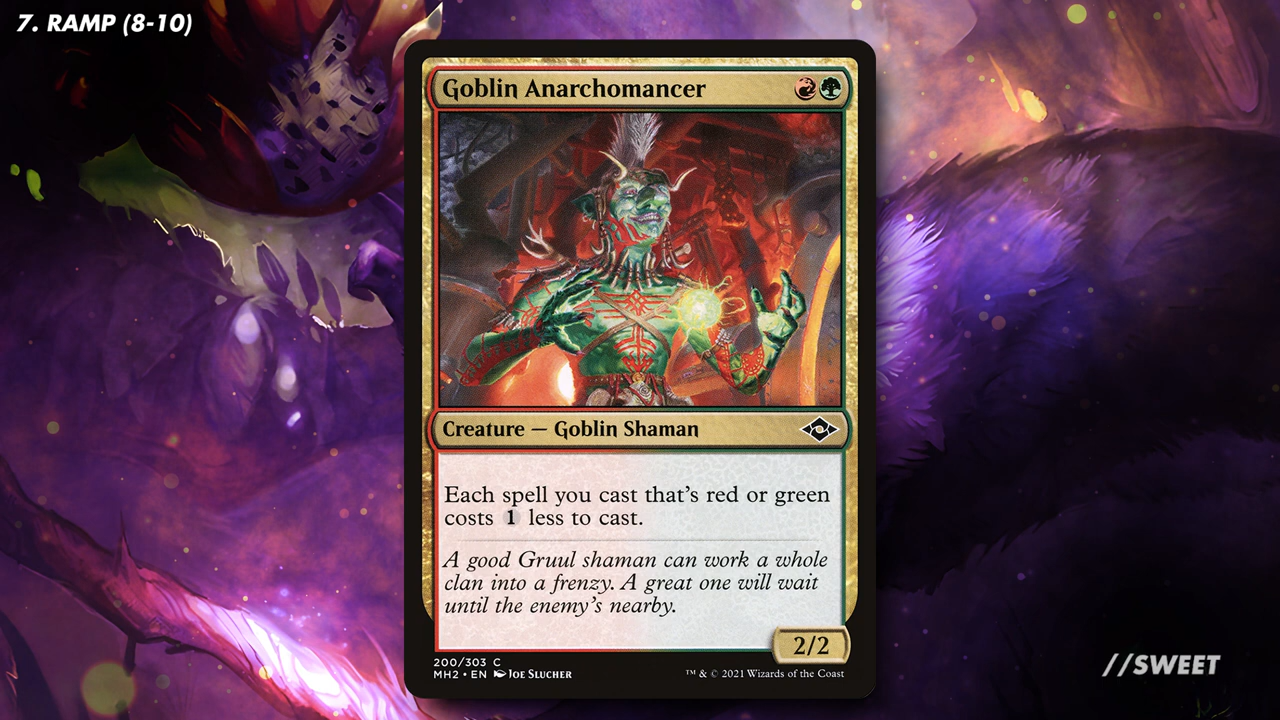 7. RAMP (8-10)
Goblin Anarchomancer
Creature — Goblin Shaman
Each spell you cast that's red or green
costs 1 less to cast.
A good Gruul shaman can work a whole
clan into a frenzy. A great one will wait
until the enemy's nearby.
2/2
200/303 C
MH2 • EN JOE SLUCHER
™ & © 2021 Wizards of the Coast
//SWEET